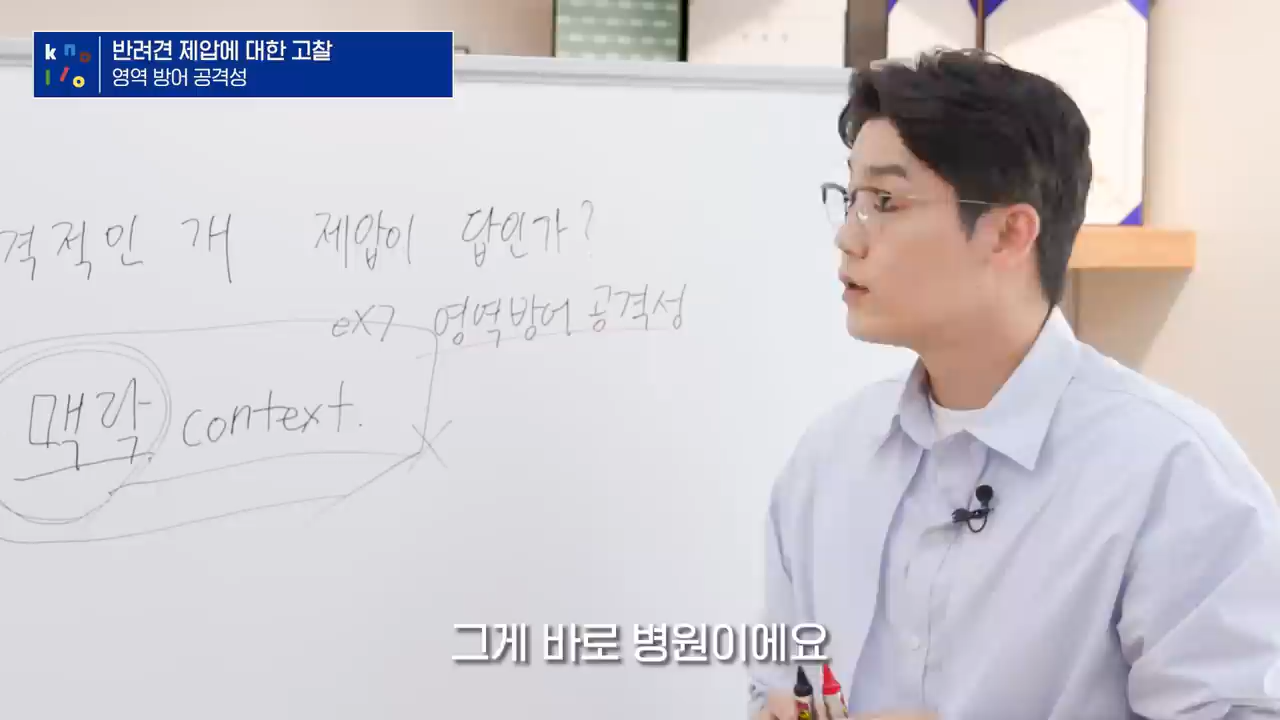 knollo
반려견 제압에 대한 고찰
영역 방어 공격성
격적인 개 제압이 답인가?
ex7 영역방어 공격성
맥락 context.
그게 바로 병원이에요